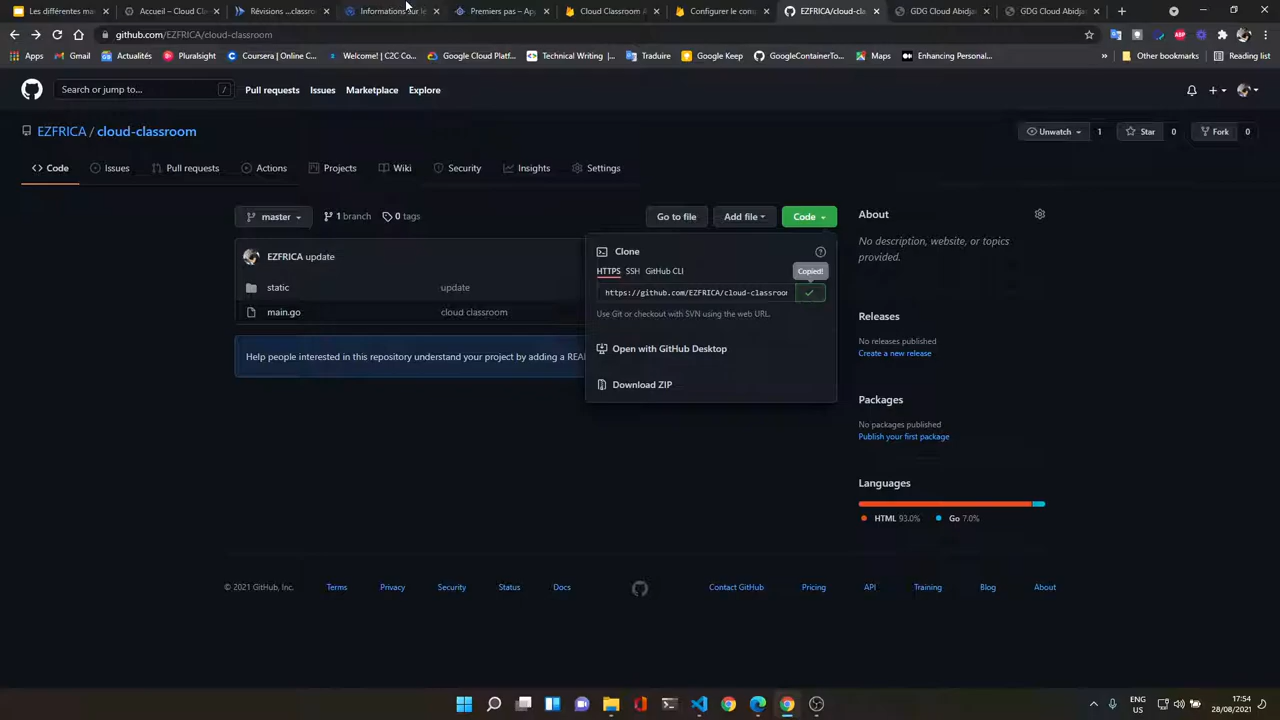 Les différentes ma
Accueil – Cloud Cl
Révisions ...classroo
Informations sur l
Premiers pas – Ap
Cloud Classroom
Configurer le com
EZFRICA/cloud-cla
GDG Cloud Abidja
GDG Cloud Abidja
github.com/EZFRICA/cloud-classroom
Apps
Gmail
Actualités
Pluralsight
Coursera | Online C...
Welcome! | C2C Co...
Google Cloud Platf...
Technical Writing |...
Traduire
Google Keep
GoogleContainerTo...
Maps
Enhancing Personal...
»
Other bookmarks
Reading list
Search or jump to...
/
Pull requests
Issues
Marketplace
Explore
EZFRICA / cloud-classroom
Unwatch
1
Star
0
Fork
0
Code
Issues
Pull requests
Actions
Projects
Wiki
Security
Insights
Settings
master
1 branch
0 tags
Go to file
Add file
Code
About
No description, website, or topics
provided.
EZFRICA update
static
update
main.go
cloud classroom
Help people interested in this repository understand your project by adding a REA
Clone
Copied!
HTTPS
SSH
GitHub CLI
https://github.com/EZFRICA/cloud-classroom
Use Git or checkout with SVN using the web URL.
Open with GitHub Desktop
Download ZIP
Releases
No releases published
Create a new release
Packages
No packages published
Publish your first package
Languages
HTML 93.0%
Go 7.0%
© 2021 GitHub, Inc.
Terms
Privacy
Security
Status
Docs
Contact GitHub
Pricing
API
Training
Blog
About
ENG
US
17:54
28/08/2021